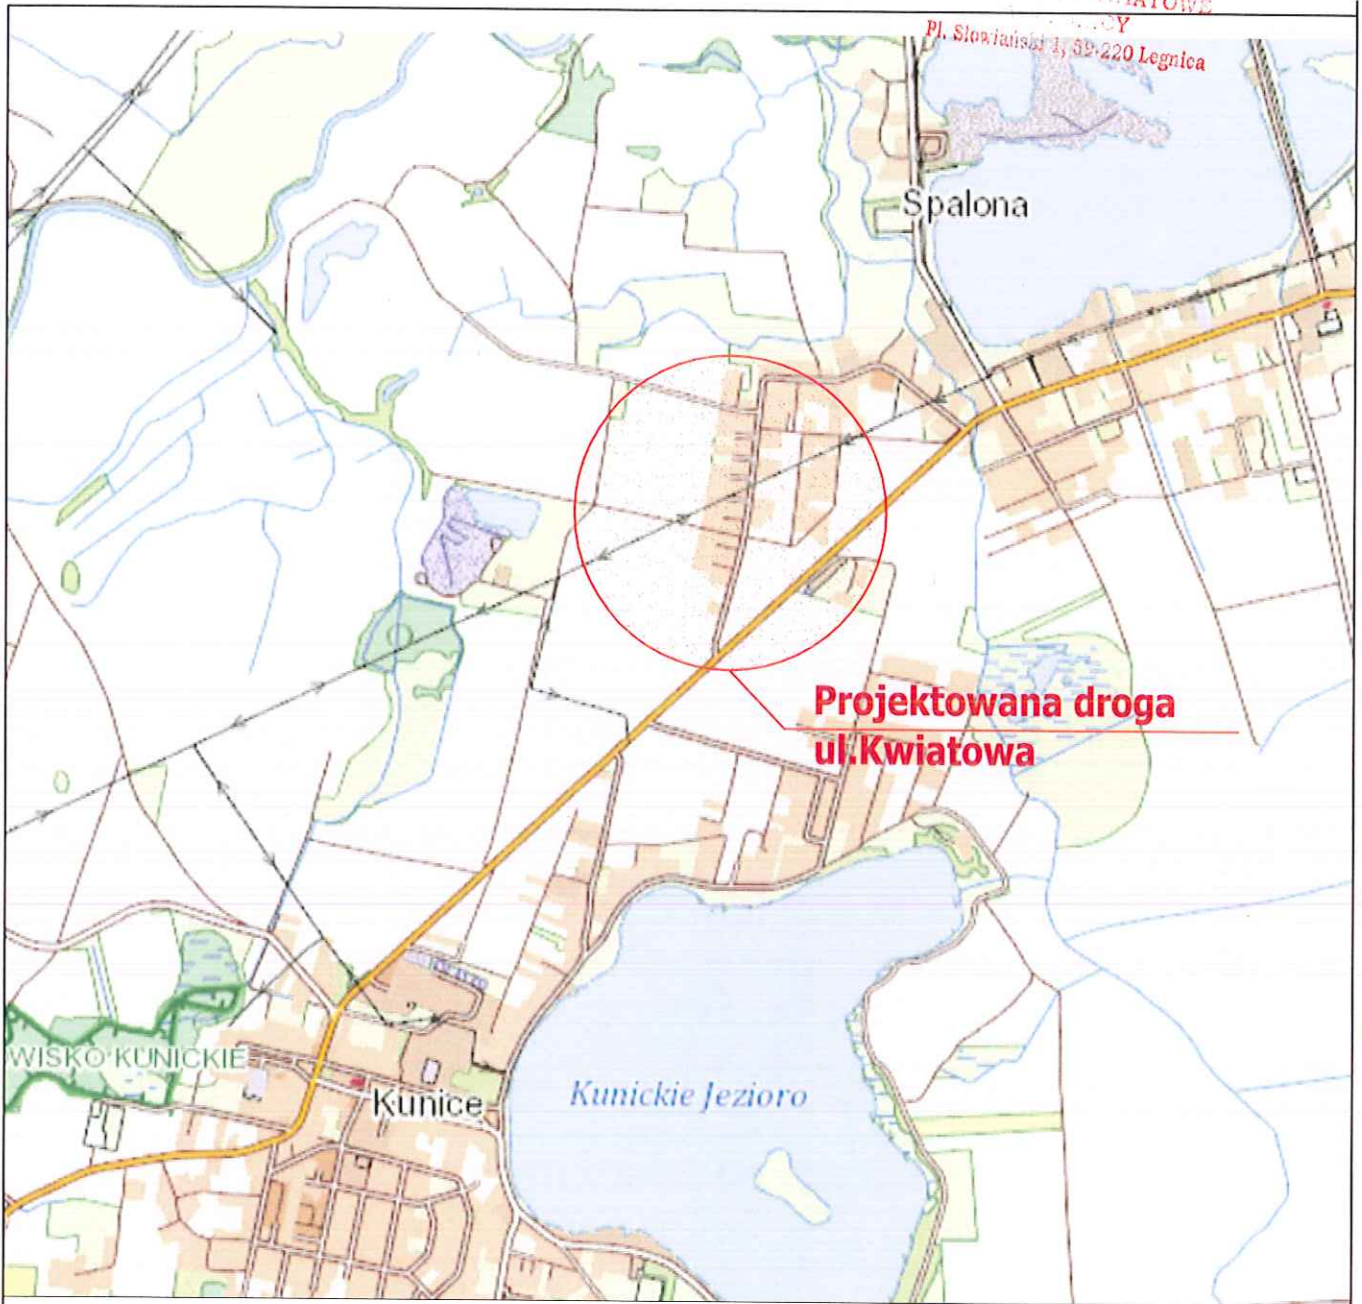 Pl. Słowiański 1, 59-220 Legnica
Spalona
Projektowana droga
ul.Kwiatowa
WISKO KUNICKIE
Kunice
Kunickie Jezioro